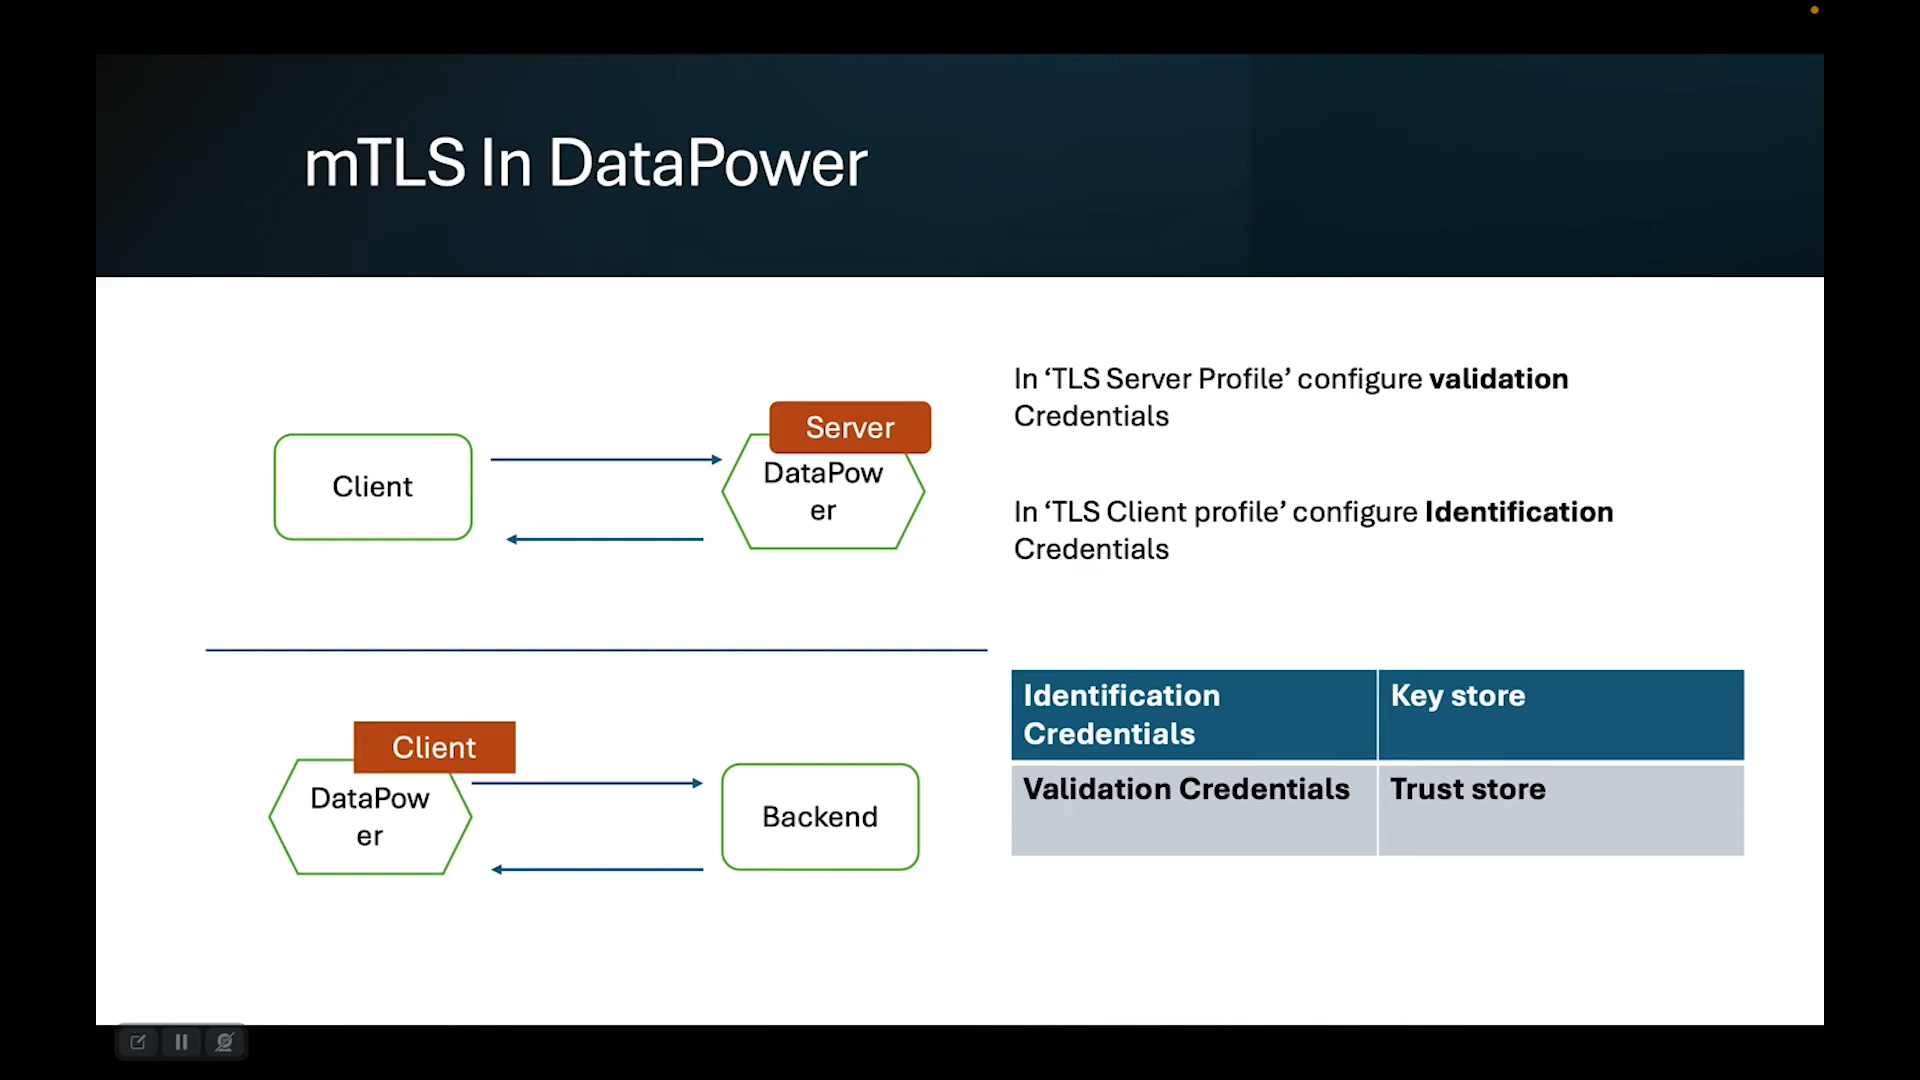 mTLS In DataPower
Client
Server
DataPow
er
In ‘TLS Server Profile’ configure validation
Credentials
In ‘TLS Client profile’ configure Identification
Credentials
Client
DataPow
er
Backend
Identification
Credentials
Key store
Validation Credentials
Trust store